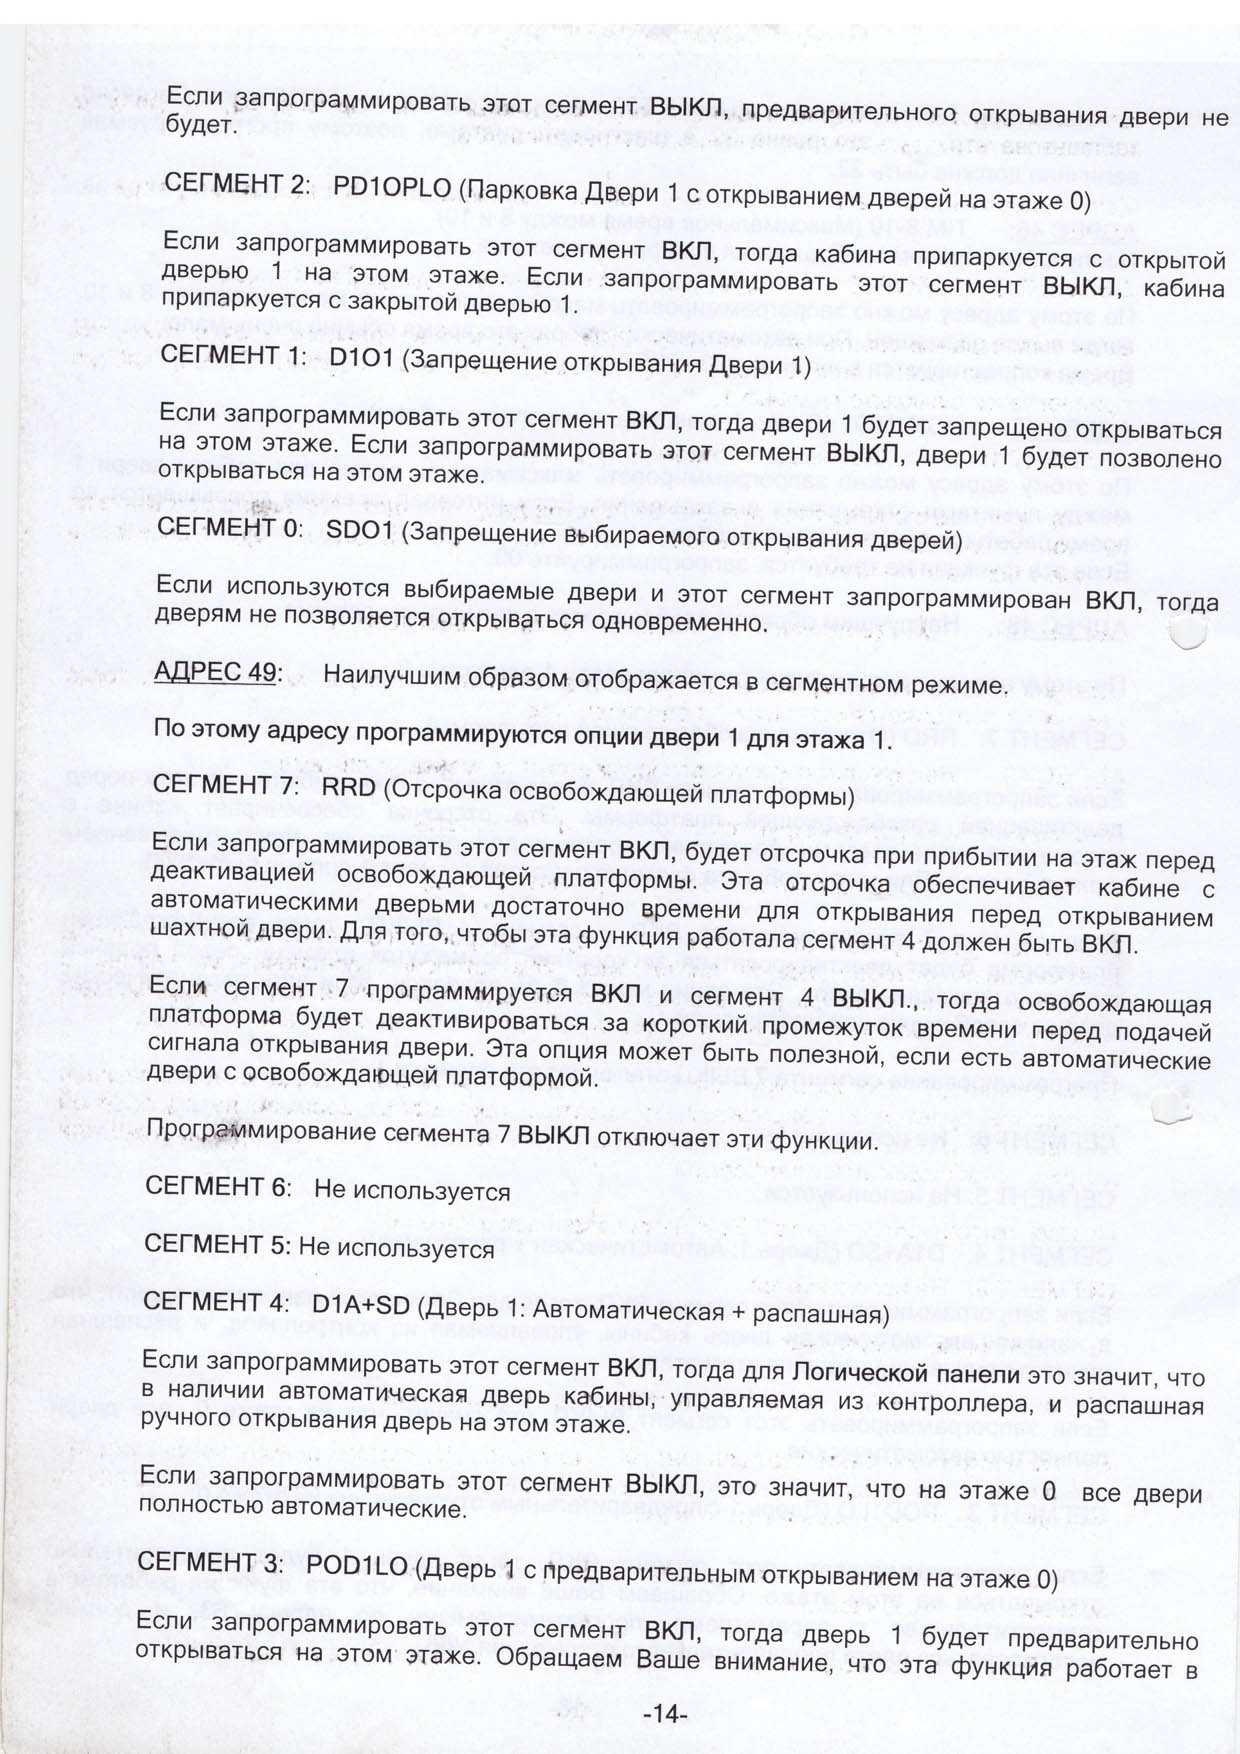 Если запрограммировать этот сегмент ВЫКЛ, предварительного открывания двери не
будет.
СЕГМЕНТ 2: PD1OPLO (Парковка Двери 1 с открыванием дверей на этаже 0)
Если запрограммировать этот сегмент ВКЛ, тогда кабина припаркуется с открытой
дверью 1 на этом этаже. Если запрограммировать этот сегмент ВЫКЛ, кабина
припаркуется с закрытой дверью 1.
СЕГМЕНТ 1: D1O1 (Запрещение открывания Двери 1)
Если запрограммировать этот сегмент ВКЛ, тогда двери 1 будет запрещено открываться
на этом этаже. Если запрограммировать этот сегмент ВЫКЛ, двери 1 будет позволено
открываться на этом этаже.
СЕГМЕНТ 0: SDO1 (Запрещение выбираемого открывания дверей)
Если используются выбираемые двери и этот сегмент запрограммирован ВКЛ, тогда
дверям не позволяется открываться одновременно.
АДРЕС 49: Наилучшим образом отображается в сегментном режиме.
По этому адресу программируются опции двери 1 для этажа 1.
СЕГМЕНТ 7: RRD (Отсрочка освобождающей платформы)
Если запрограммировать этот сегмент ВКЛ, будет отсрочка при прибытии на этаж перед
деактивацией освобождающей платформы. Эта отсрочка обеспечивает кабине с
автоматическими дверьми достаточно времени для открывания перед открыванием
шахтной двери. Для того, чтобы эта функция работала сегмент 4 должен быть ВКЛ.
Если сегмент 7 программируется ВКЛ и сегмент 4 ВЫКЛ., тогда освобождающая
платформа будет деактивироваться за короткий промежуток времени перед подачей
сигнала открывания двери. Эта опция может быть полезной, если есть автоматические
двери с освобождающей платформой.
Программирование сегмента 7 ВЫКЛ отключает эти функции.
СЕГМЕНТ 6: Не используется
СЕГМЕНТ 5: Не используется
СЕГМЕНТ 4: D1A+SD (Дверь 1: Автоматическая + распашная)
Если запрограммировать этот сегмент ВКЛ, тогда для Логической панели это значит, что
в наличии автоматическая дверь кабины, управляемая из контроллера, и распашная
ручного открывания дверь на этом этаже.
Если запрограммировать этот сегмент ВЫКЛ, это значит, что на этаже 0 все двери
полностью автоматические.
СЕГМЕНТ 3: POD1LO (Дверь 1 с предварительным открыванием на этаже 0)
Если запрограммировать этот сегмент ВКЛ, тогда дверь 1 будет предварительно
открываться на этом этаже. Обращаем Ваше внимание, что эта функция работает в
-14-